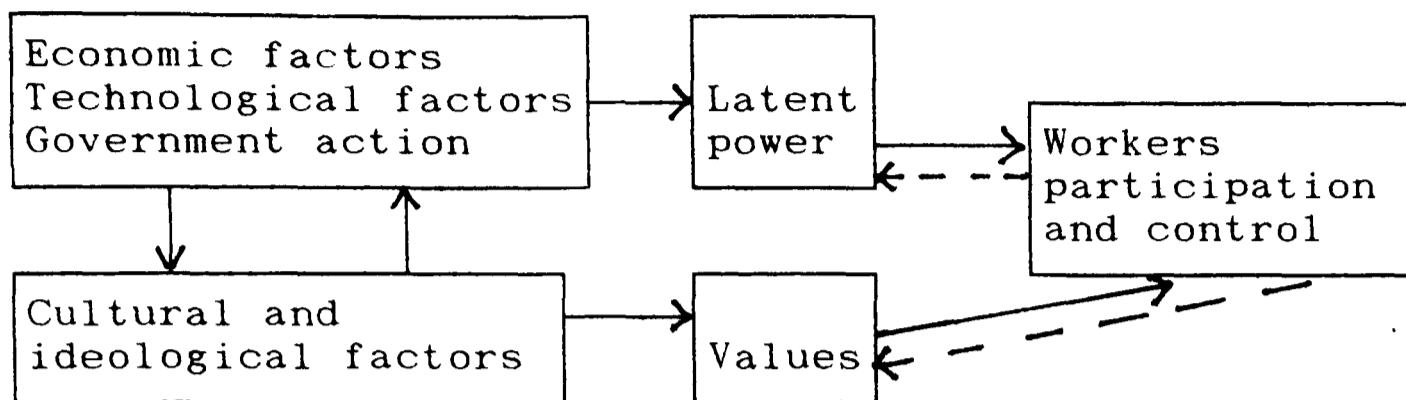 Economic factors
Technological factors
Government action
Latent
power
Workers
participation
and control
Cultural and
ideological factors
Values